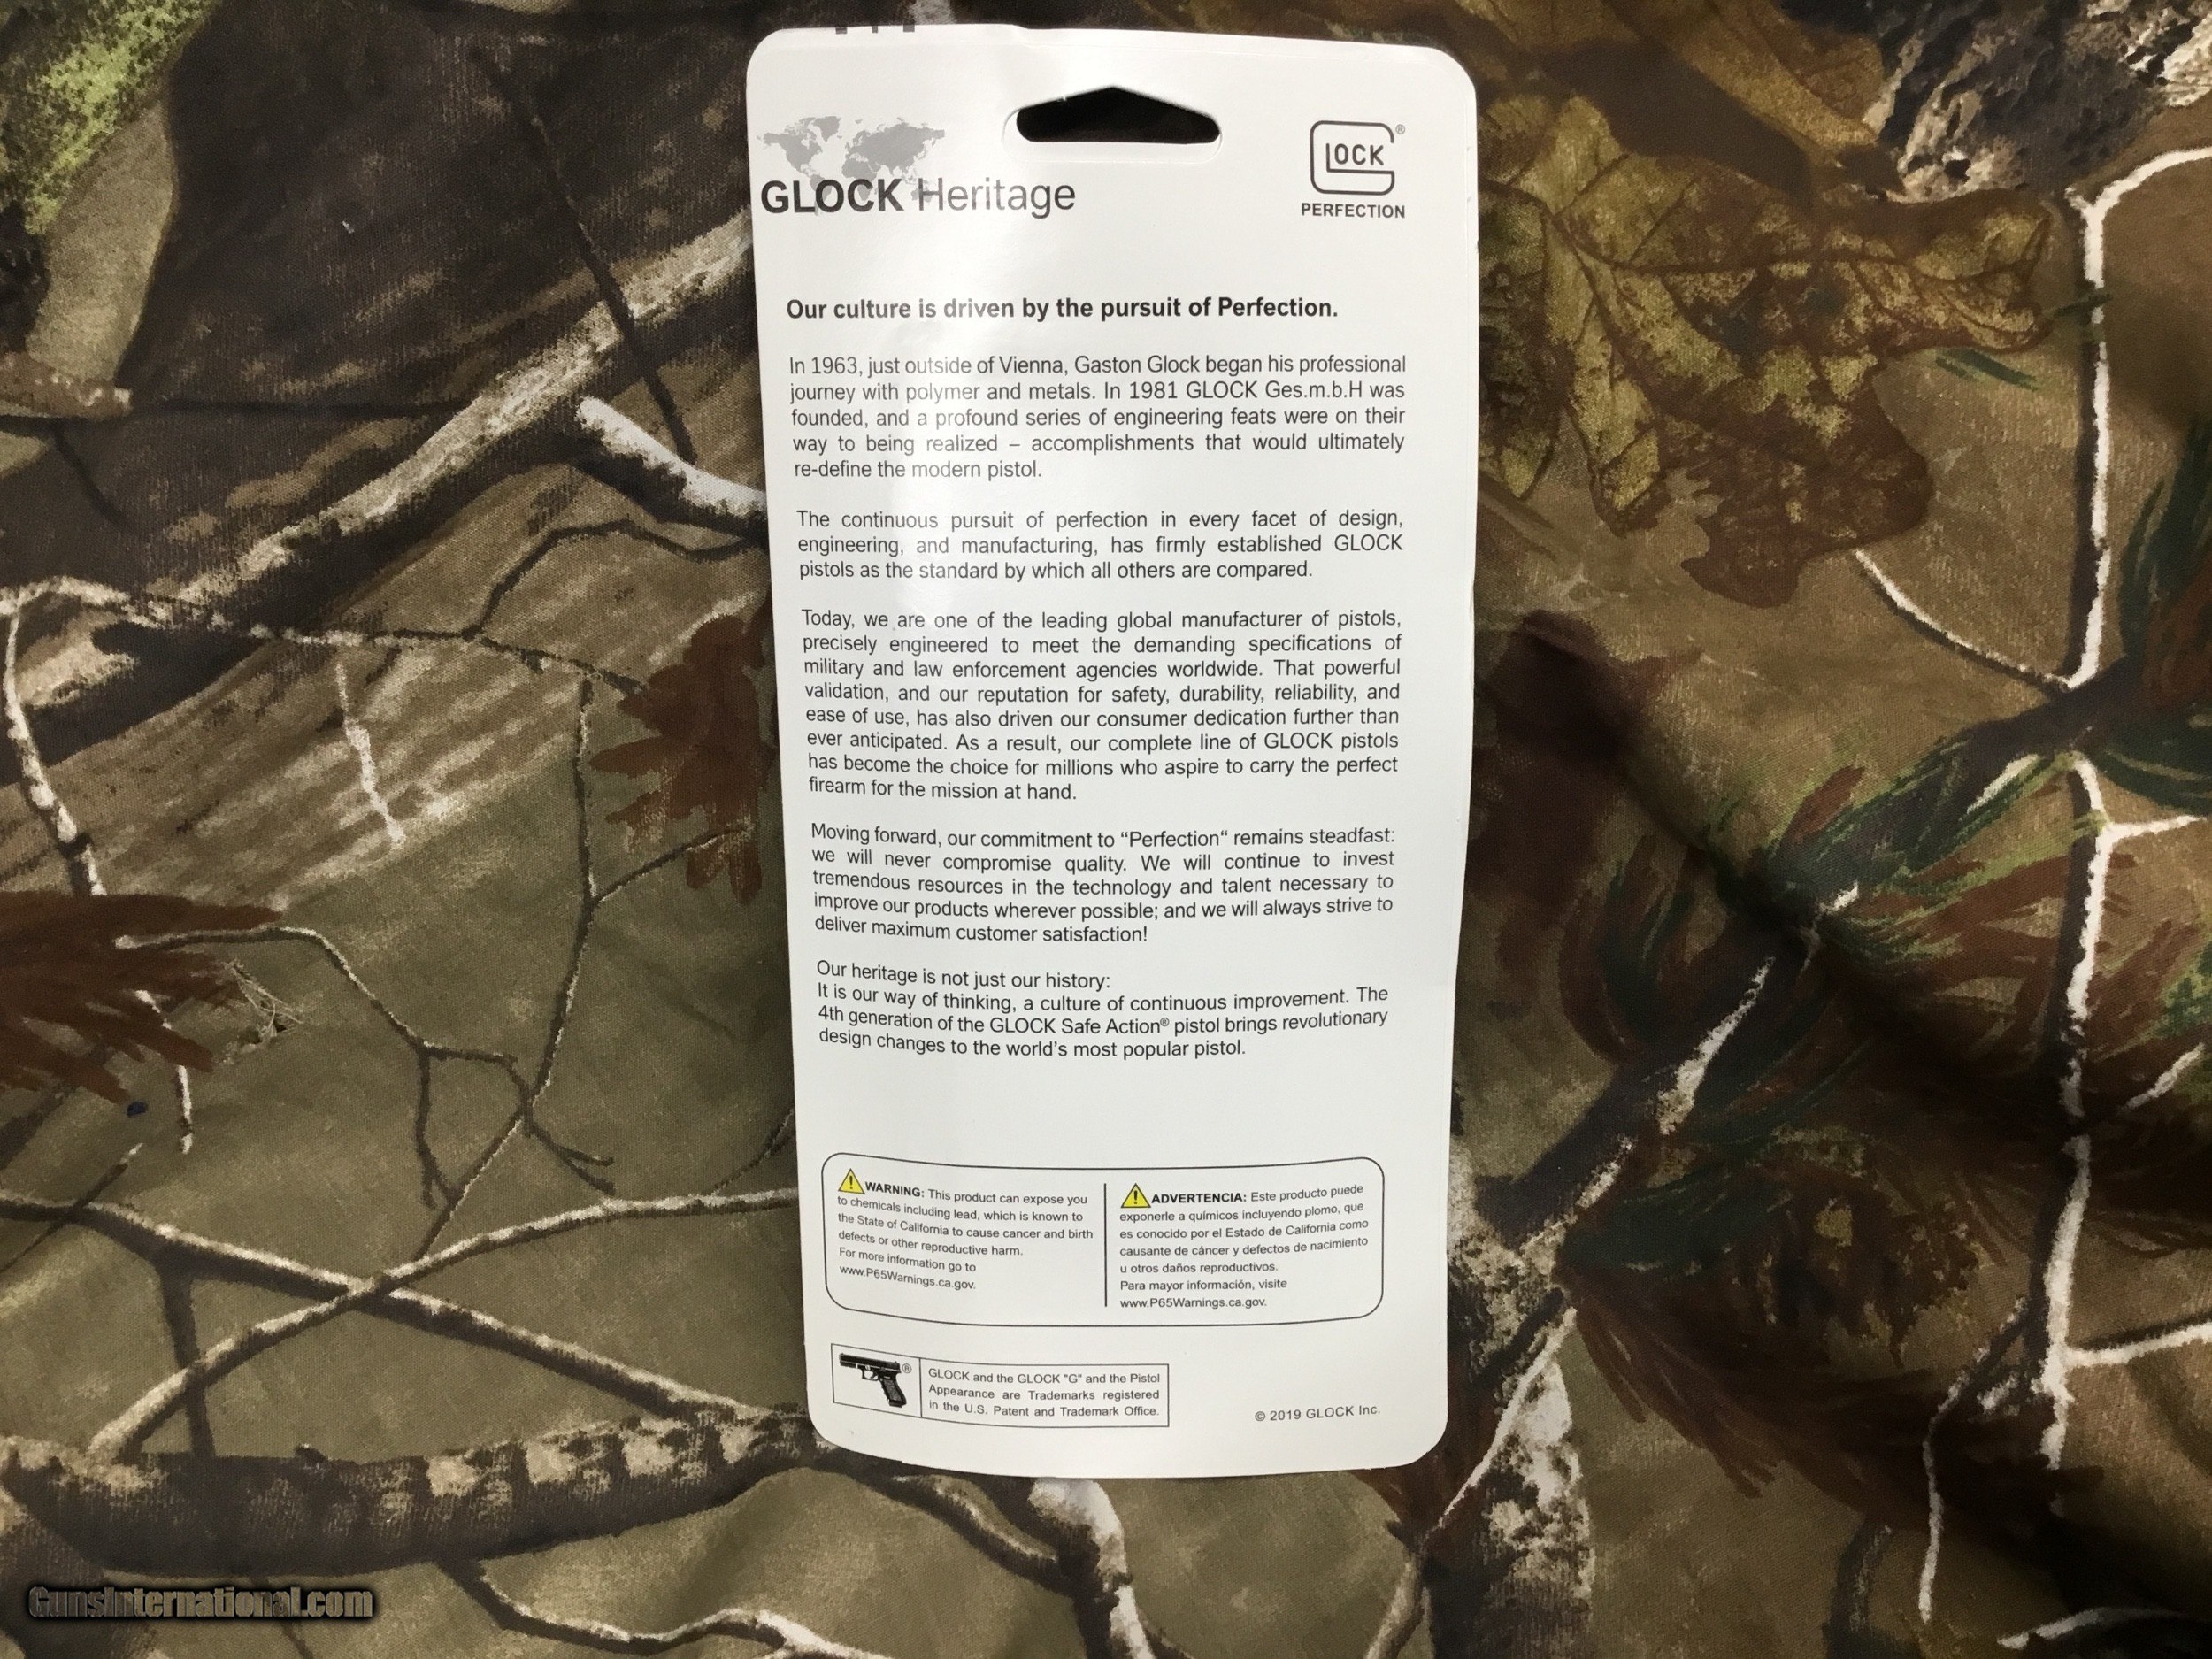 GLOCK Heritage
GLOCK®
PERFECTION
Our culture is driven by the pursuit of Perfection.
In 1963, just outside of Vienna, Gaston Glock began his professional
journey with polymer and metals. In 1981 GLOCK Ges.m.b.H was
founded, and a profound series of engineering feats were on their
way to being realized – accomplishments that would ultimately
re-define the modern pistol.
The continuous pursuit of perfection in every facet of design,
engineering, and manufacturing, has firmly established GLOCK
pistols as the standard by which all others are compared.
Today, we are one of the leading global manufacturer of pistols,
precisely engineered to meet the demanding specifications of
military and law enforcement agencies worldwide. That powerful
validation, and our reputation for safety, durability, reliability, and
ease of use, has also driven our consumer dedication further than
ever anticipated. As a result, our complete line of GLOCK pistols
has become the choice for millions who aspire to carry the perfect
firearm for the mission at hand.
Moving forward, our commitment to “Perfection“ remains steadfast:
we will never compromise quality. We will continue to invest
tremendous resources in the technology and talent necessary to
improve our products wherever possible; and we will always strive to
deliver maximum customer satisfaction!
Our heritage is not just our history:
It is our way of thinking, a culture of continuous improvement. The
4th generation of the GLOCK Safe Action® pistol brings revolutionary
design changes to the world's most popular pistol.
WARNING: This product can expose you
to chemicals including lead, which is known to
the State of California to cause cancer and birth
defects or other reproductive harm.
For more information go to
www.P65Warnings.ca.gov.
ADVERTENCIA: Este producto puede
exponerle a químicos incluyendo plomo, que
es conocido por el Estado de California como
causante de cáncer y defectos de nacimiento
u otros daños reproductivos.
Para mayor información, visite
www.P65Warnings.ca.gov.
®
GLOCK and the GLOCK "G" and the Pistol
Appearance are Trademarks registered
in the U.S. Patent and Trademark Office.
© 2019 GLOCK Inc.
GunsInternational.com